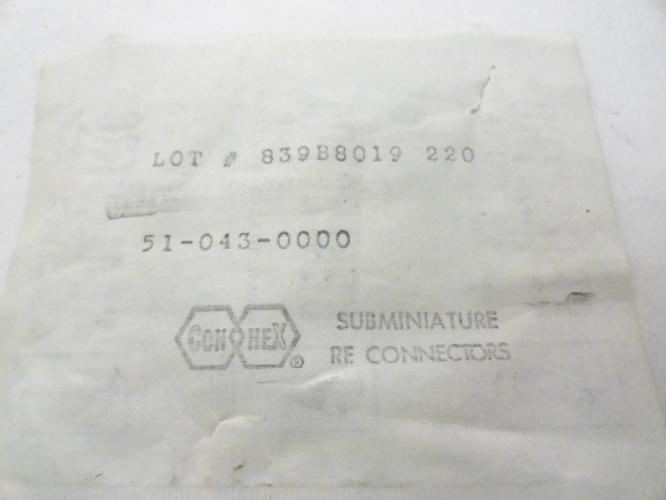 LOT # 839B8019 220
51-043-0000
CONHEX ®
SUBMINIATURE
RF CONNECTORS